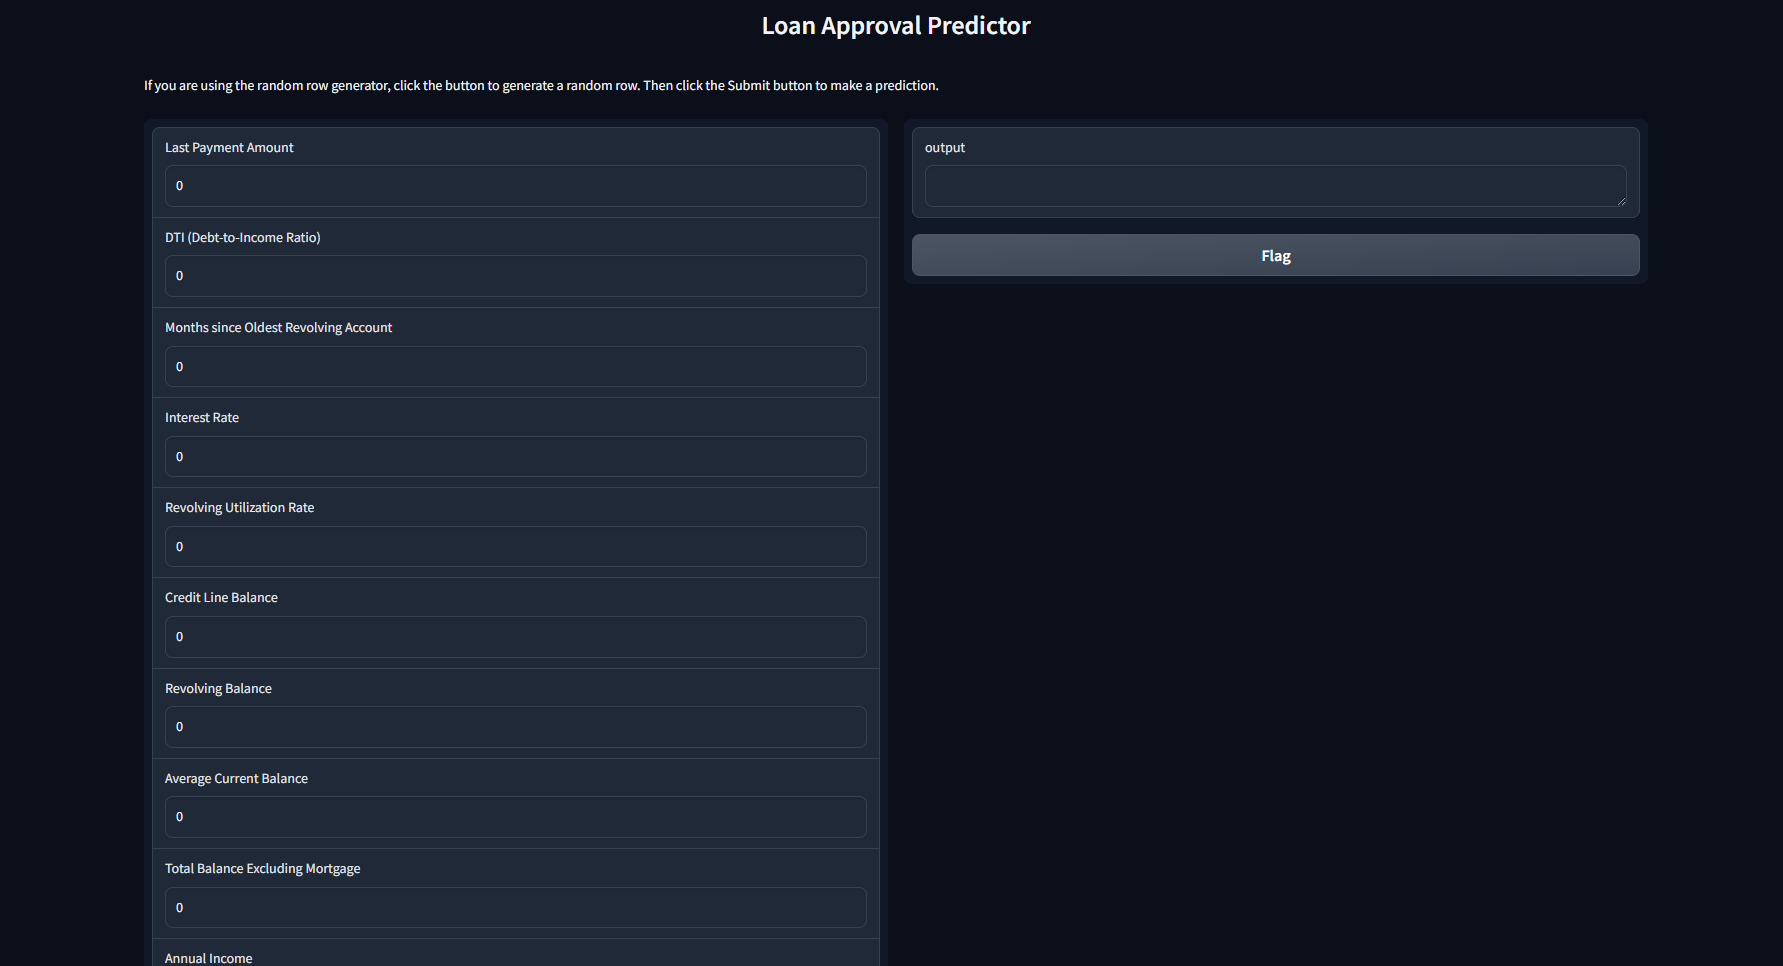 Loan Approval Predictor
If you are using the random row generator, click the button to generate a random row. Then click the Submit button to make a prediction.
Last Payment Amount
0
DTI (Debt-to-Income Ratio)
0
Months since Oldest Revolving Account
0
Interest Rate
0
Revolving Utilization Rate
0
Credit Line Balance
0
Revolving Balance
0
Average Current Balance
0
Total Balance Excluding Mortgage
0
Annual Income
output
Flag